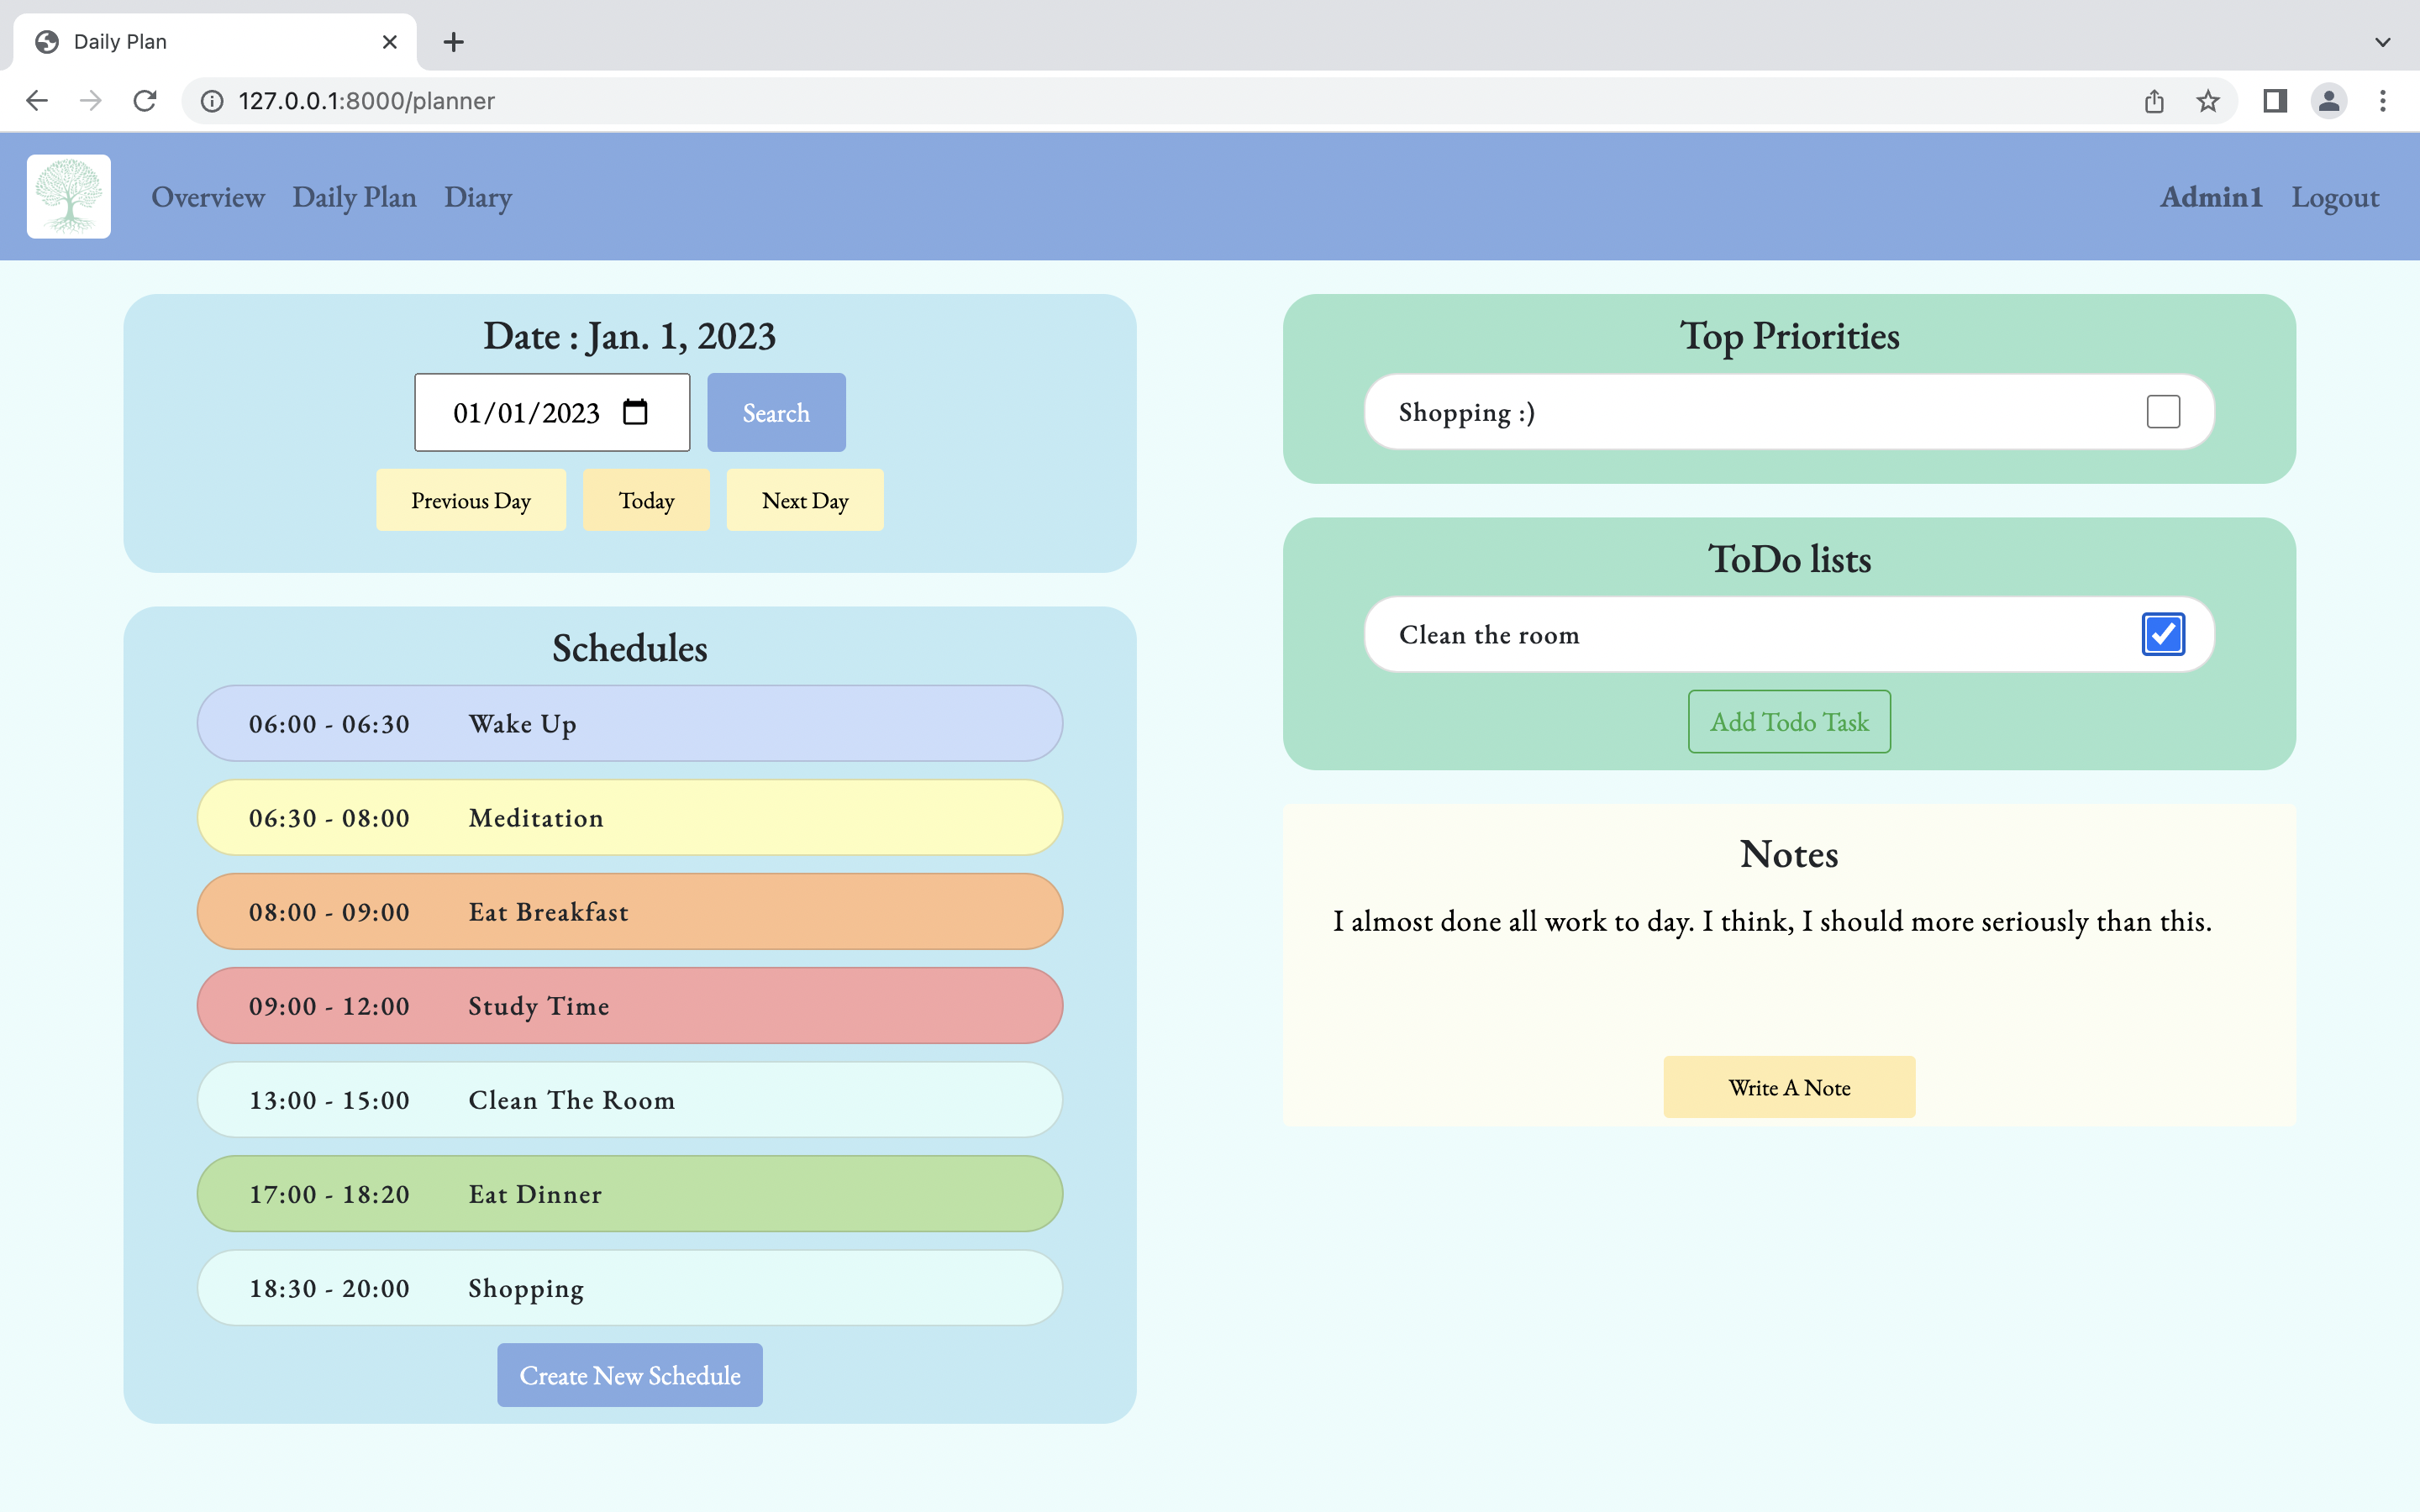 Daily Plan
127.0.0.1:8000/planner
Overview Daily Plan Diary
Admin1 Logout
Date : Jan. 1, 2023
01/01/2023 Search
Previous Day Today Next Day
Schedules
06:00 - 06:30 Wake Up
06:30 - 08:00 Meditation
08:00 - 09:00 Eat Breakfast
09:00 - 12:00 Study Time
13:00 - 15:00 Clean The Room
17:00 - 18:20 Eat Dinner
18:30 - 20:00 Shopping
Create New Schedule
Top Priorities
Shopping :)
ToDo lists
Clean the room
Add Todo Task
Notes
I almost done all work to day. I think, I should more seriously than this.
Write A Note